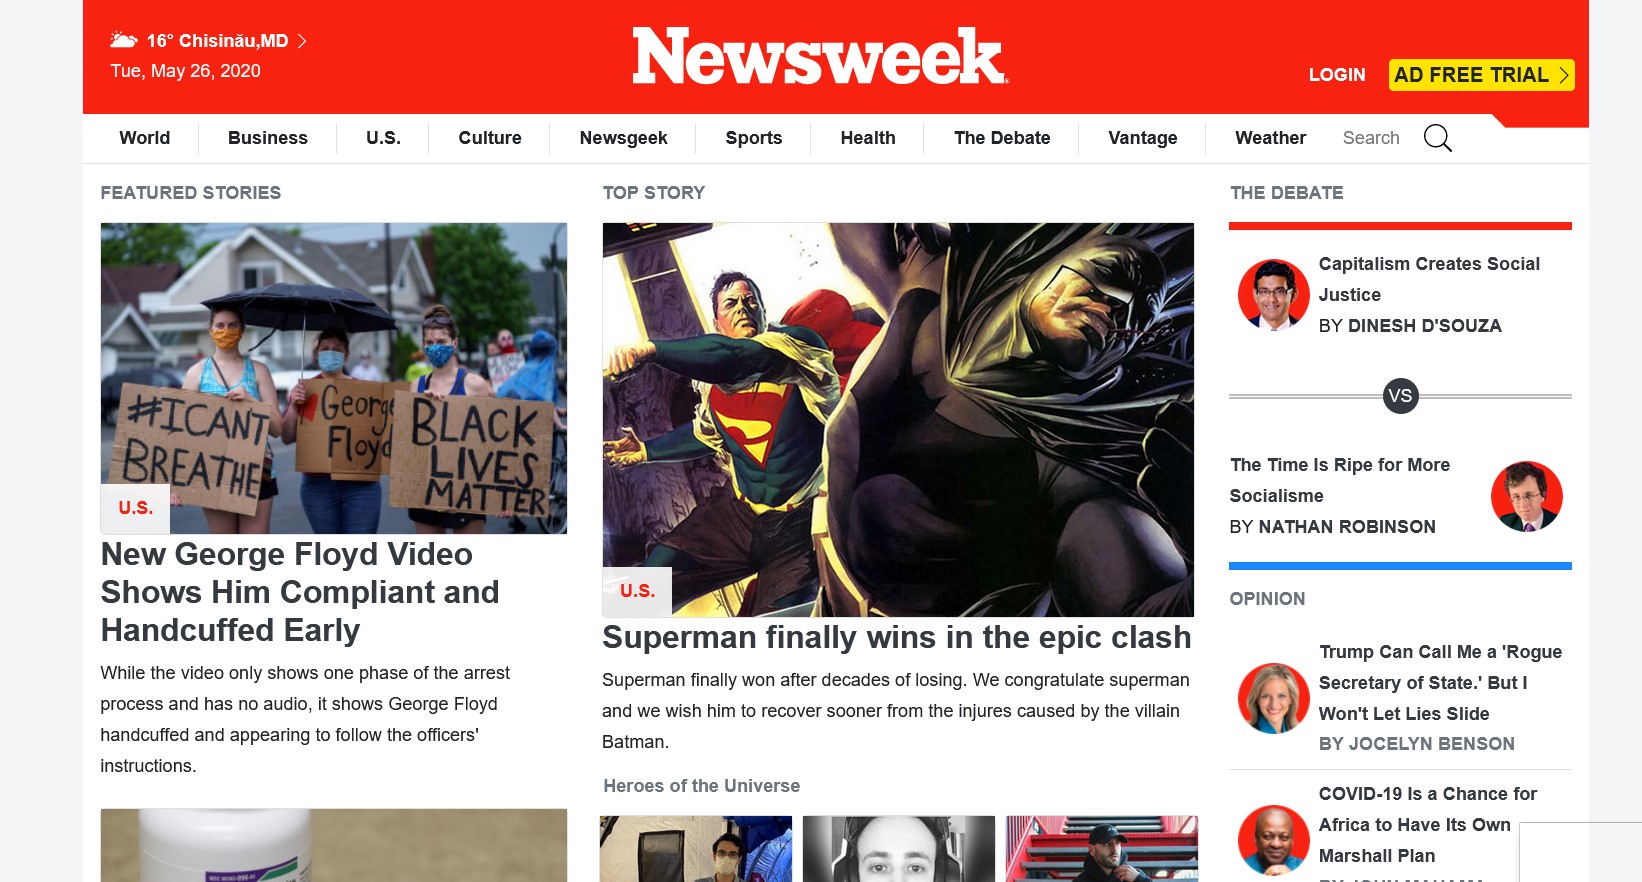 16° Chisinău,MD
Tue, May 26, 2020
Newsweek
LOGIN
AD FREE TRIAL
World
Business
U.S.
Culture
Newsgeek
Sports
Health
The Debate
Vantage
Weather
Search
FEATURED STORIES
#ICANT
BREATHE
George
Floyd
BLACK
LIVES
MATTER
U.S.
New George Floyd Video
Shows Him Compliant and
Handcuffed Early
While the video only shows one phase of the arrest
process and has no audio, it shows George Floyd
handcuffed and appearing to follow the officers'
instructions.
TOP STORY
U.S.
Superman finally wins in the epic clash
Superman finally won after decades of losing. We congratulate superman
and we wish him to recover sooner from the injures caused by the villain
Batman.
Heroes of the Universe
THE DEBATE
Capitalism Creates Social
Justice
BY DINESH D'SOUZA
VS
The Time Is Ripe for More
Socialisme
BY NATHAN ROBINSON
OPINION
Trump Can Call Me a 'Rogue
Secretary of State.' But I
Won't Let Lies Slide
BY JOCELYN BENSON
COVID-19 Is a Chance for
Africa to Have Its Own
Marshall Plan
BY JOHN MAHAMA